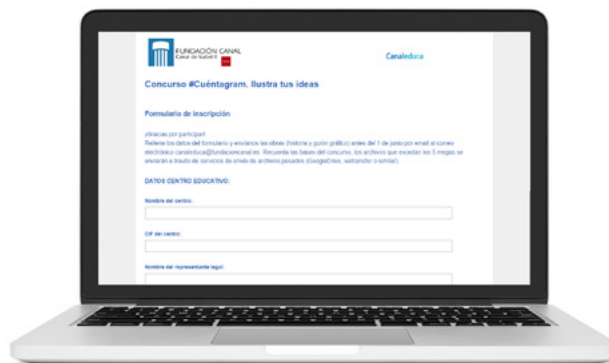 FUNDACIÓN CANAL
Canal de Isabel II
Canaleduca
Concurso #Cuéntagram. Ilustra tus ideas
Formulario de inscripción
¡Gracias por participar!
Rellena los datos del formulario y envíanos las obras (historia y guión gráfico) antes del 1 de junio por email al correo
electrónico canaleduca@fundacioncanal.es. Recuerda las bases del concurso, los archivos que excedan los 5 megas se
enviarán a través de servicios de envío de archivos pesados (GoogleDrive, wetransfer o similar)
DATOS CENTRO EDUCATIVO:
Nombre del centro:
CIF del centro:
Nombre del representante legal: